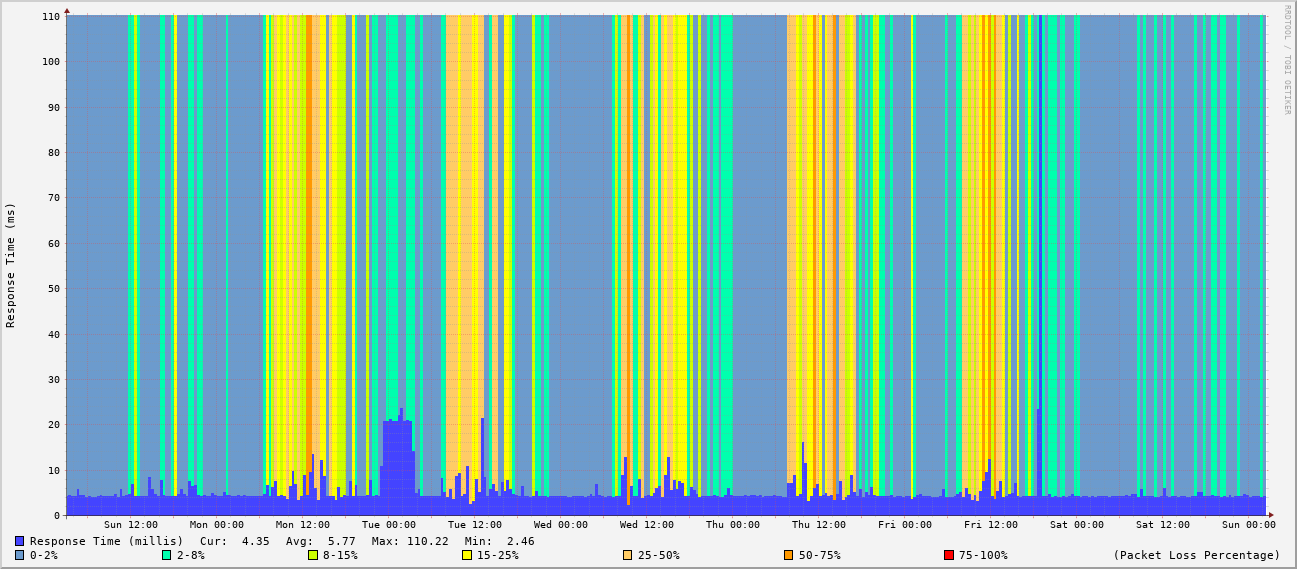 RRDTOOL / TOBI OETIKER
Response Time (ms)
110
100
90
80
70
60
50
40
30
20
10
0
Sun 12:00 Mon 00:00 Mon 12:00 Tue 00:00 Tue 12:00 Wed 00:00 Wed 12:00 Thu 00:00 Thu 12:00 Fri 00:00 Fri 12:00 Sat 00:00 Sat 12:00 Sun 00:00
Response Time (millis) Cur: 4.35 Avg: 5.77 Max: 110.22 Min: 2.46
0-2% 2-8% 8-15% 15-25% 25-50% 50-75% 75-100% (Packet Loss Percentage)